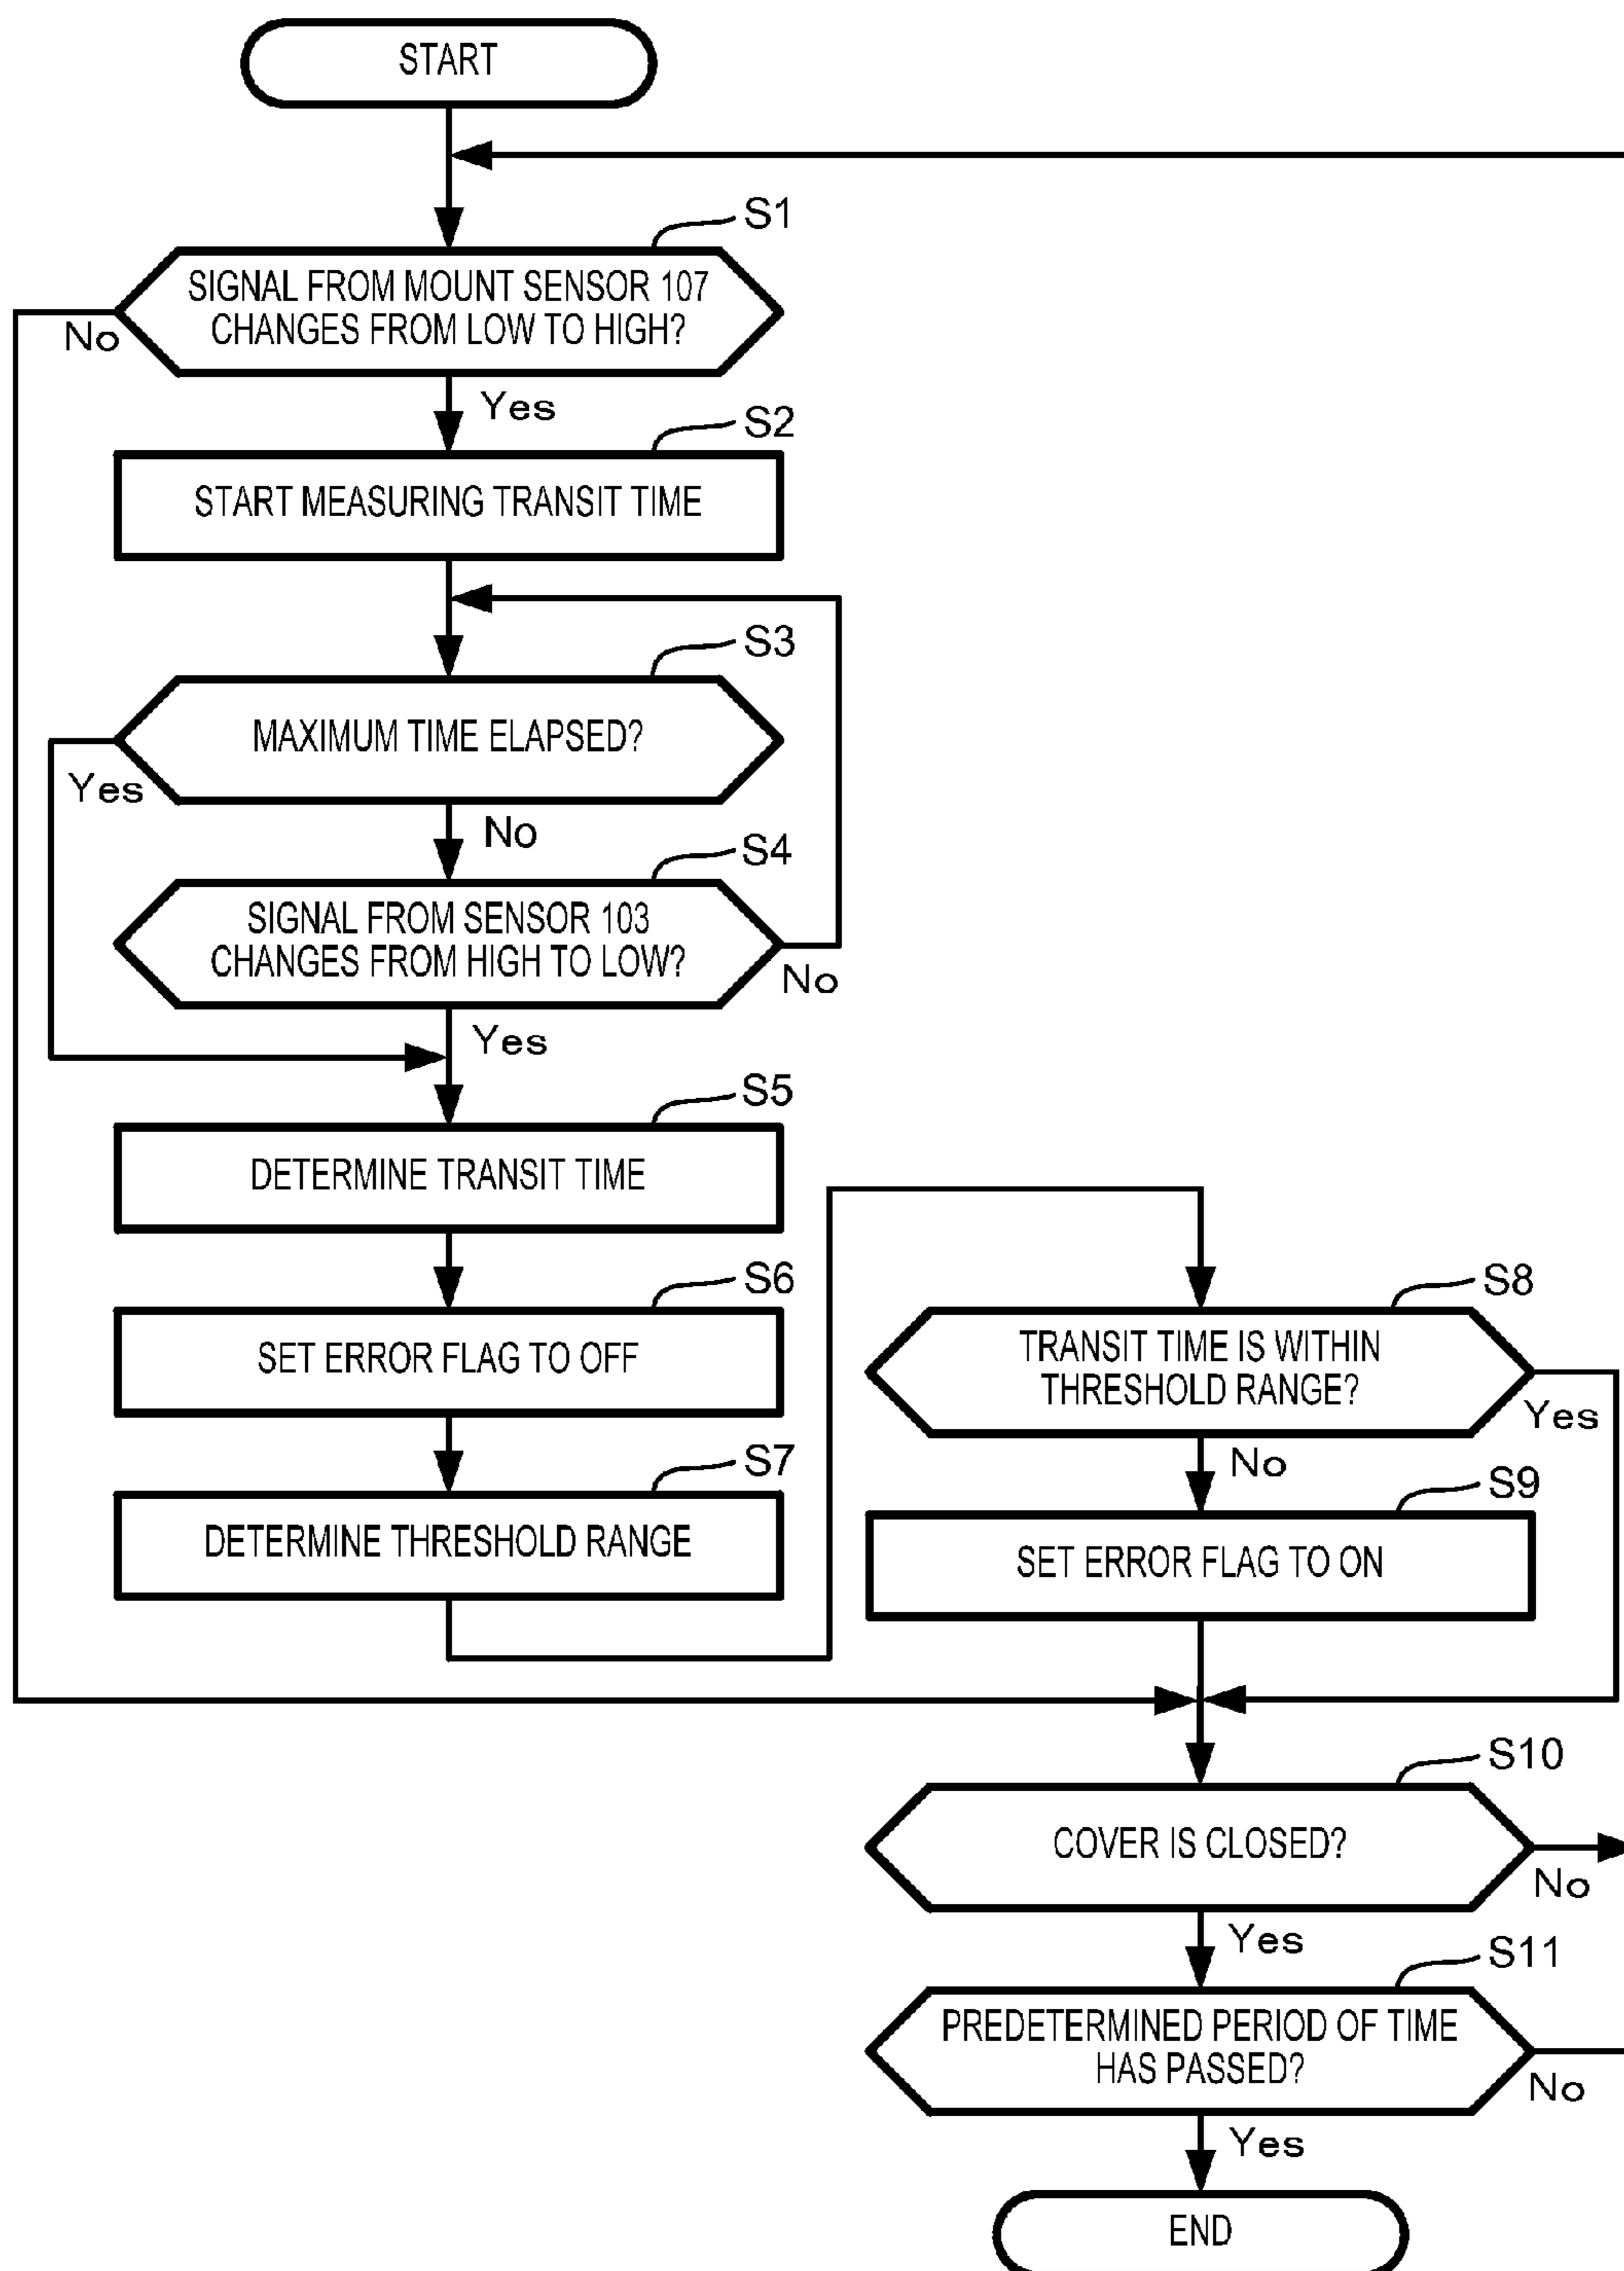 START
S1
SIGNAL FROM MOUNT SENSOR 107
CHANGES FROM LOW TO HIGH?
No
Yes
S2
START MEASURING TRANSIT TIME
S3
MAXIMUM TIME ELAPSED?
Yes
No
S4
SIGNAL FROM SENSOR 103
CHANGES FROM HIGH TO LOW?
No
Yes
S5
DETERMINE TRANSIT TIME
S6
SET ERROR FLAG TO OFF
S7
DETERMINE THRESHOLD RANGE
S8
TRANSIT TIME IS WITHIN
THRESHOLD RANGE?
Yes
No
S9
SET ERROR FLAG TO ON
S10
COVER IS CLOSED?
No
Yes
S11
PREDETERMINED PERIOD OF TIME
HAS PASSED?
No
Yes
END